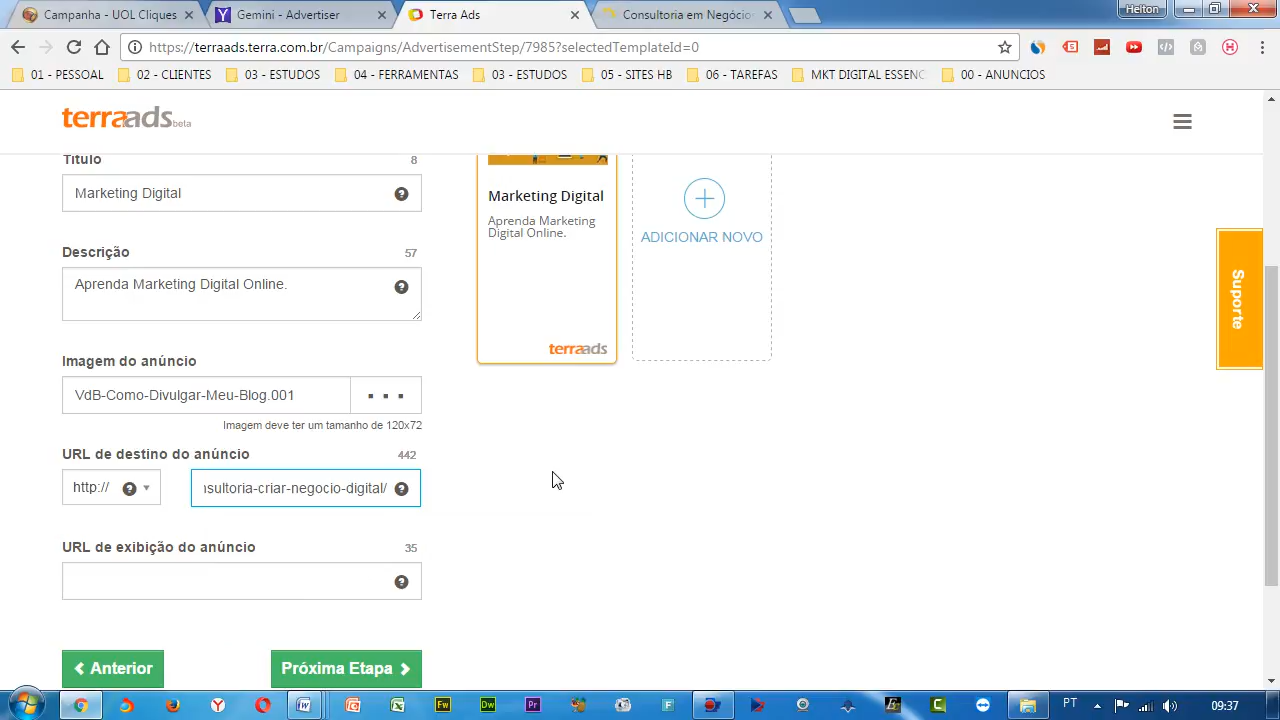 Campanha - UOL Cliques
Gemini - Advertiser
Terra Ads
Consultoria em Negócio
Helton
https://terraads.terra.com.br/Campaigns/AdvertisementStep/7985?selectedTemplateId=0
01 - PESSOAL
02 - CLIENTES
03 - ESTUDOS
04 - FERRAMENTAS
03 - ESTUDOS
05 - SITES HB
06 - TAREFAS
MKT DIGITAL ESSENC
00 - ANUNCIOS
terraads beta
Título
8
Marketing Digital
Descrição
57
Aprenda Marketing Digital Online.
Imagem do anúncio
VdB-Como-Divulgar-Meu-Blog.001
Imagem deve ter um tamanho de 120x72
URL de destino do anúncio
442
http://
nsultoria-criar-negocio-digital/
URL de exibição do anúncio
35
Anterior
Próxima Etapa
Marketing Digital
Aprenda Marketing
Digital Online.
terraads
ADICIONAR NOVO
Suporte
PT
09:37